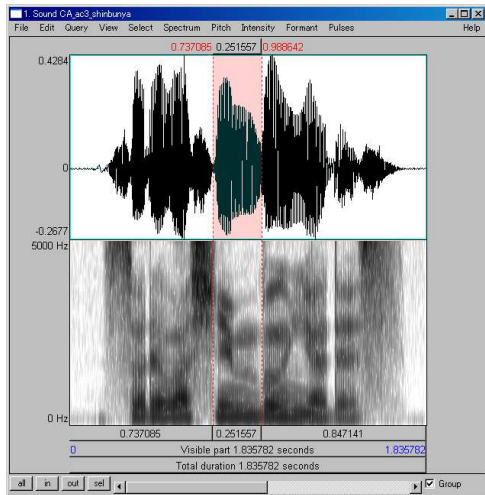 1. Sound CA_ac3_shinbunya
File Edit Query View Select Spectrum Pitch Intensity Formant Pulses Help
0.737085 0.251557 0.988642
0.4284
0
-0.2677
5000 Hz
0 Hz
0.737085 0.251557 0.847141
0 Visible part 1.835782 seconds 1.835782
Total duration 1.835782 seconds
all in out sel Group